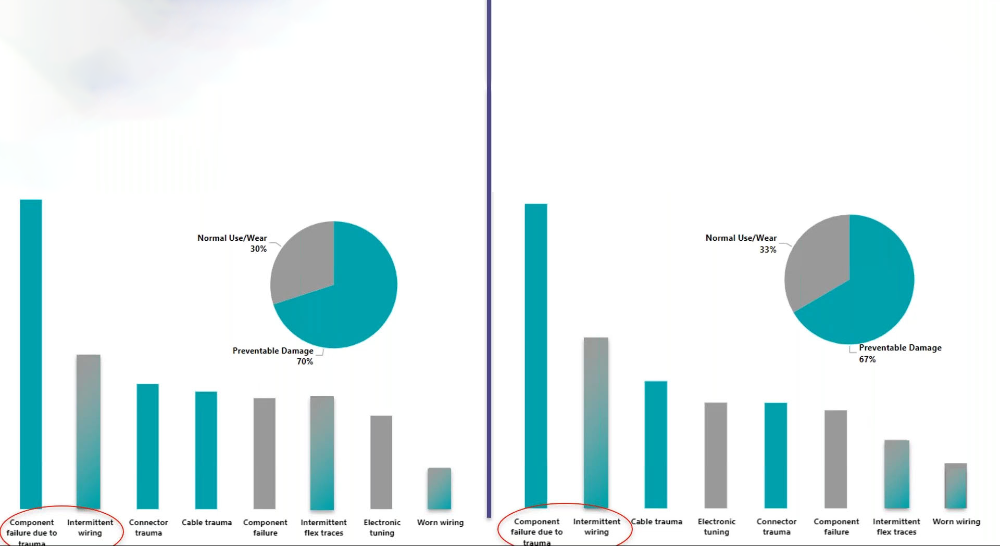 Normal Use/Wear
30%
Preventable Damage
70%
Component
failure due to
trauma
Intermittent
wiring
Connector
trauma
Cable trauma
Component
failure
Intermittent
flex traces
Electronic
tuning
Worn wiring
Normal Use/Wear
33%
Preventable Damage
67%
Component
failure due to
trauma
Intermittent
wiring
Cable trauma
Electronic
tuning
Connector
trauma
Component
failure
Intermittent
flex traces
Worn wiring